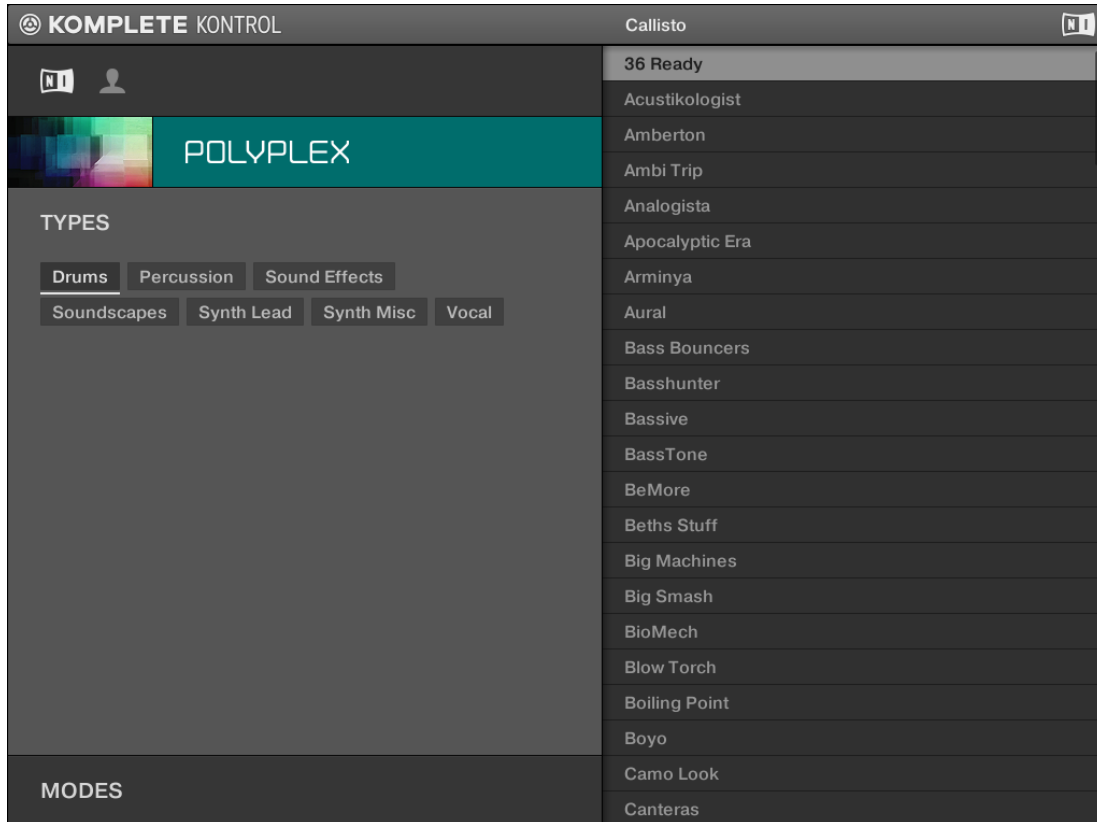 KOMPLETE KONTROL
Callisto
NI
NI
POLYPLEX
TYPES
Drums Percussion Sound Effects
Soundscapes Synth Lead Synth Misc Vocal
MODES
36 Ready
Acustikologist
Amberton
Ambi Trip
Analogista
Apocalyptic Era
Arminya
Aural
Bass Bouncers
Basshunter
Bassive
BassTone
BeMore
Beths Stuff
Big Machines
Big Smash
BioMech
Blow Torch
Boiling Point
Boyo
Camo Look
Canteras